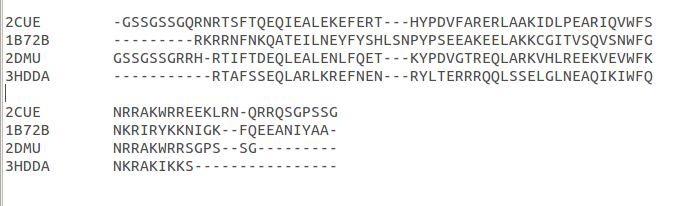 2CUE -GSSGSSGQRNRTSFTQEQIEALEKEFERT---HYPDVFARERLAAKIDLPEARIQVWFS
1B72B ---------RKRRNFNKQATEILNEYFYSHLSNPYPSEEAKEELAKKCGITVSQVSNWFG
2DMU GSSGSSGRRH-RTIFTDEQLEALENLFQET---KYPDVGTREQLARKVHLREEKVEVWFK
3HDDA -----------RTAFSSEQLARLKREFNEN---RYLTERRRQQLSSELGLNEAQIKIWFQ
2CUE NRRAKWRREEKLRN-QRRQSGPSSG
1B72B NKRIRYKKNIGK--FQEEANIYAA-
2DMU NRRAKWRRSGPS--SG---------
3HDDA NKRAKIKKS----------------